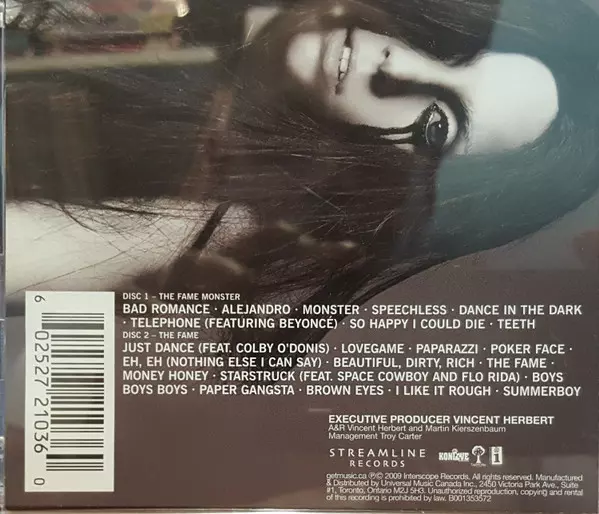 DISC 1 – THE FAME MONSTER
BAD ROMANCE · ALEJANDRO · MONSTER · SPEECHLESS · DANCE IN THE DARK
· TELEPHONE (FEATURING BEYONCÉ) · SO HAPPY I COULD DIE · TEETH
DISC 2 – THE FAME
JUST DANCE (FEAT. COLBY O'DONIS) · LOVEGAME · PAPARAZZI · POKER FACE ·
EH, EH (NOTHING ELSE I CAN SAY) · BEAUTIFUL, DIRTY, RICH · THE FAME ·
MONEY HONEY · STARSTRUCK (FEAT. SPACE COWBOY AND FLO RIDA) · BOYS
BOYS BOYS · PAPER GANGSTA · BROWN EYES · I LIKE IT ROUGH · SUMMERBOY
6 02527 21036 0
EXECUTIVE PRODUCER VINCENT HERBERT
A&R Vincent Herbert and Martin Kierszenbaum
Management Troy Carter
STREAMLINE
RECORDS
KONLIVE
i
getmusic.ca ℗© 2009 Interscope Records. All rights reserved. Manufactured
& Distributed by Universal Music Canada Inc., 2450 Victoria Park Ave.,
#1, Toronto, Ontario M2J 5H3. Unauthorized reproduction, copying and rental
of this recording is prohibited by law. B001353572